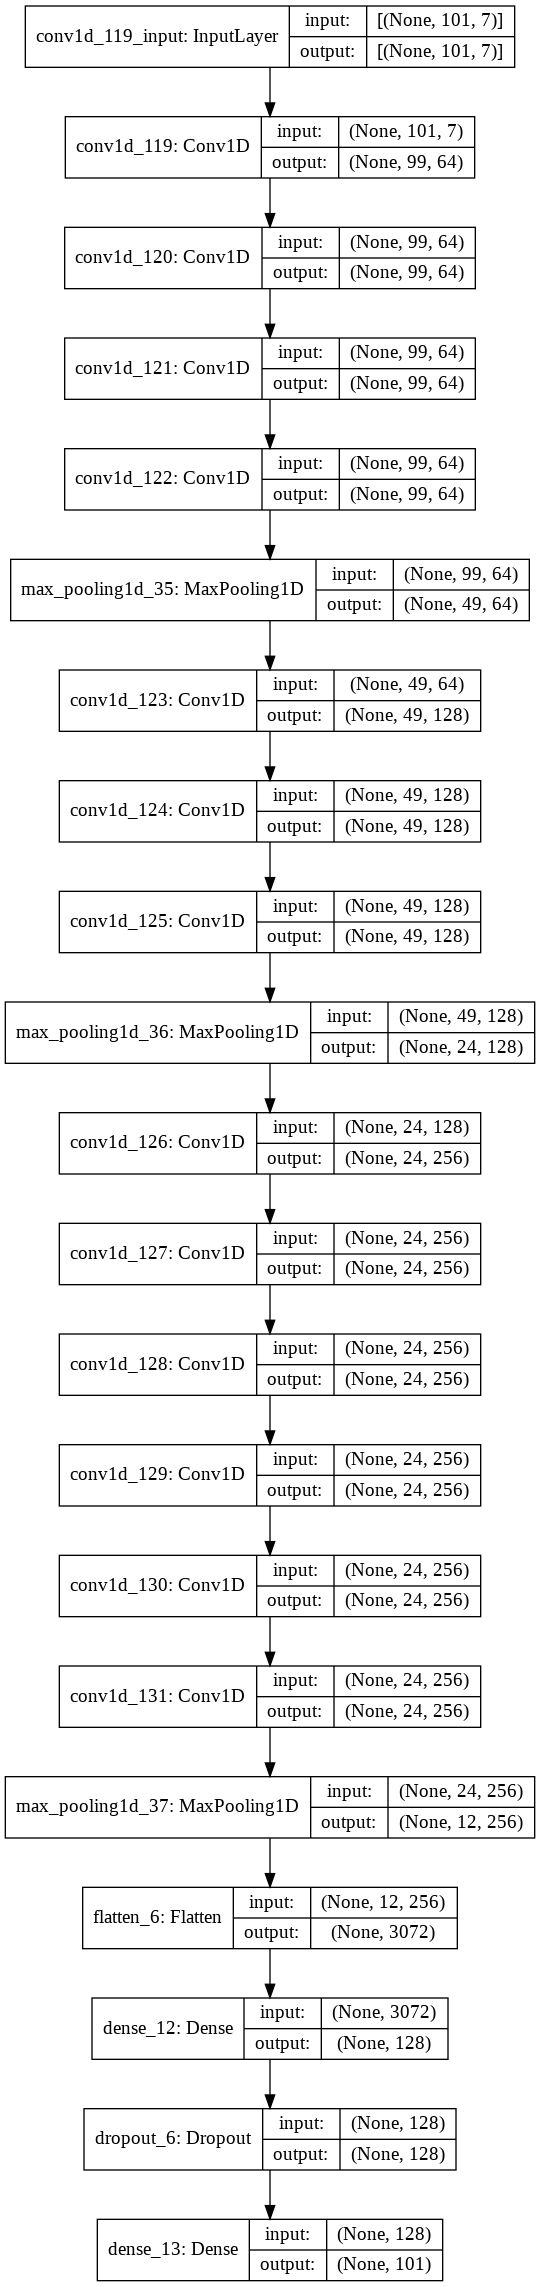 conv1d_119_input: InputLayer input: [(None, 101, 7)]
output: [(None, 101, 7)]
conv1d_119: Conv1D input: (None, 101, 7)
output: (None, 99, 64)
conv1d_120: Conv1D input: (None, 99, 64)
output: (None, 99, 64)
conv1d_121: Conv1D input: (None, 99, 64)
output: (None, 99, 64)
conv1d_122: Conv1D input: (None, 99, 64)
output: (None, 99, 64)
max_pooling1d_35: MaxPooling1D input: (None, 99, 64)
output: (None, 49, 64)
conv1d_123: Conv1D input: (None, 49, 64)
output: (None, 49, 128)
conv1d_124: Conv1D input: (None, 49, 128)
output: (None, 49, 128)
conv1d_125: Conv1D input: (None, 49, 128)
output: (None, 49, 128)
max_pooling1d_36: MaxPooling1D input: (None, 49, 128)
output: (None, 24, 128)
conv1d_126: Conv1D input: (None, 24, 128)
output: (None, 24, 256)
conv1d_127: Conv1D input: (None, 24, 256)
output: (None, 24, 256)
conv1d_128: Conv1D input: (None, 24, 256)
output: (None, 24, 256)
conv1d_129: Conv1D input: (None, 24, 256)
output: (None, 24, 256)
conv1d_130: Conv1D input: (None, 24, 256)
output: (None, 24, 256)
conv1d_131: Conv1D input: (None, 24, 256)
output: (None, 24, 256)
max_pooling1d_37: MaxPooling1D input: (None, 24, 256)
output: (None, 12, 256)
flatten_6: Flatten input: (None, 12, 256)
output: (None, 3072)
dense_12: Dense input: (None, 3072)
output: (None, 128)
dropout_6: Dropout input: (None, 128)
output: (None, 128)
dense_13: Dense input: (None, 128)
output: (None, 101)